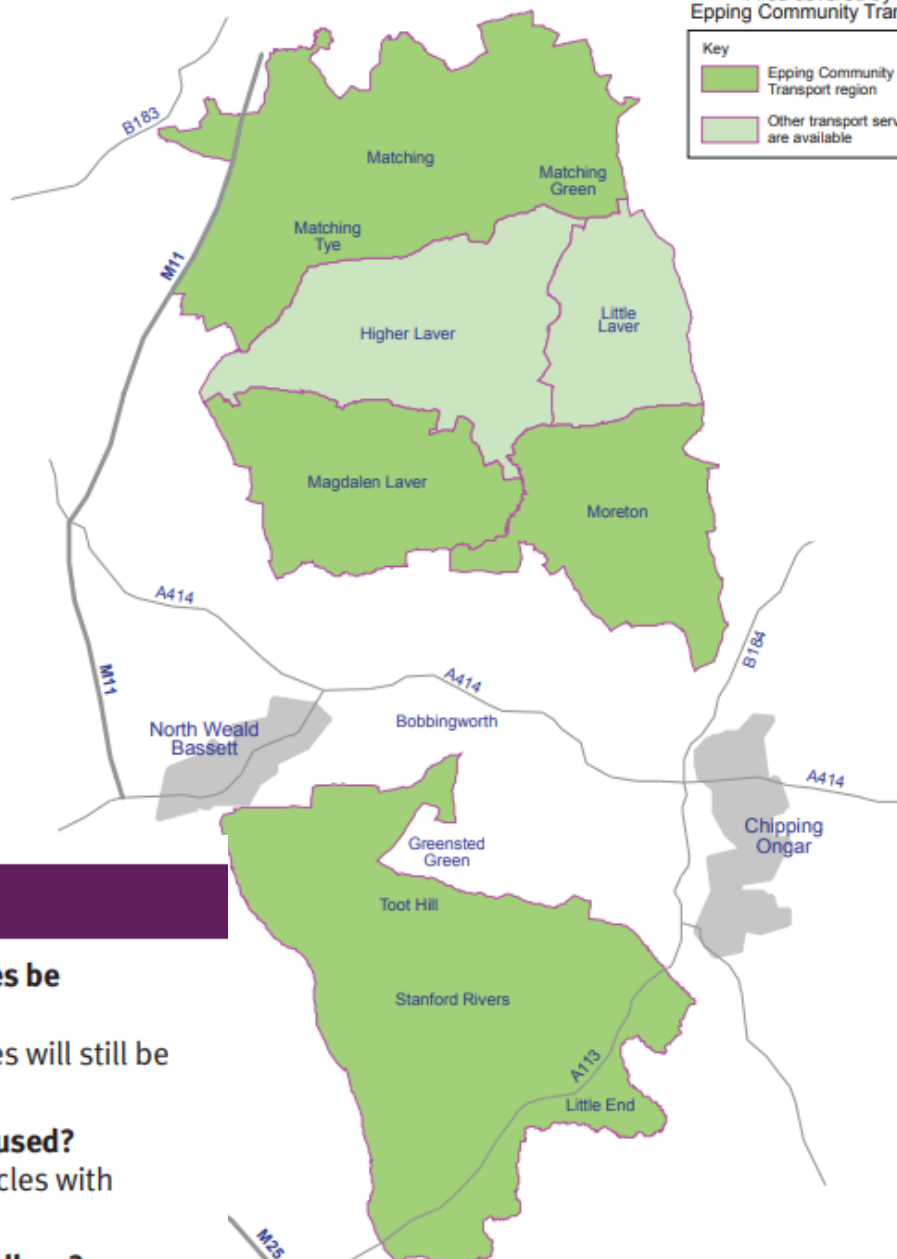 Epping Community Tran
Key
Epping Community
Transport region
Other transport serv
are available
B183
Matching
Matching
Green
Matching
Tye
M11
Higher Laver
Little
Laver
Magdalen Laver
Moreton
A414
B184
M11
A414
North Weald
Bassett
Bobbingworth
A414
Chipping
Ongar
Greensted
Green
Toot Hill
es be
Stanford Rivers
es will still be
A113
Little End
used?
cles with
M25